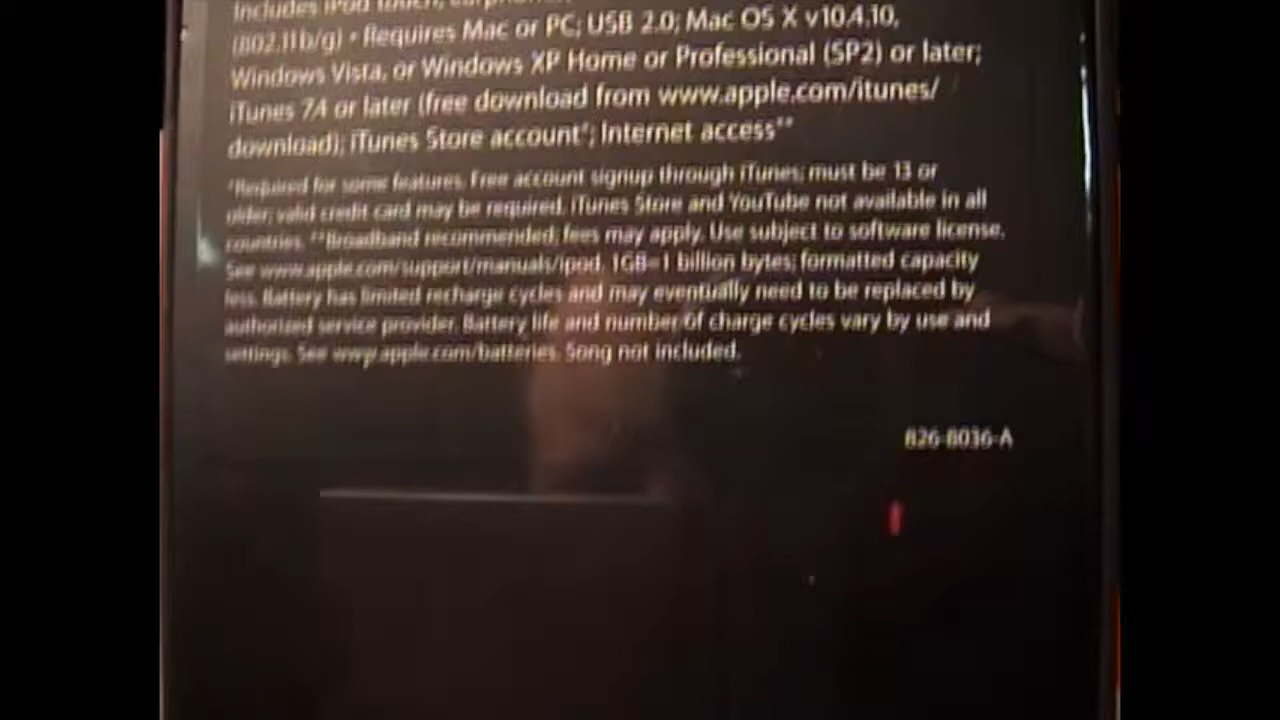 Includes iPod touch, earphones,
(802.11b/g) • Requires Mac or PC; USB 2.0; Mac OS X v10.4.10,
Windows Vista, or Windows XP Home or Professional (SP2) or later;
iTunes 7.4 or later (free download from www.apple.com/itunes/
download); iTunes Store account*; Internet access**
*Required for some features. Free account signup through iTunes; must be 13 or
older; valid credit card may be required. iTunes Store and YouTube not available in all
countries. **Broadband recommended; fees may apply. Use subject to software license.
See www.apple.com/support/manuals/ipod. 1GB=1 billion bytes; formatted capacity
less. Battery has limited recharge cycles and may eventually need to be replaced by
authorized service provider. Battery life and number of charge cycles vary by use and
settings. See www.apple.com/batteries. Song not included.
826-8036-A